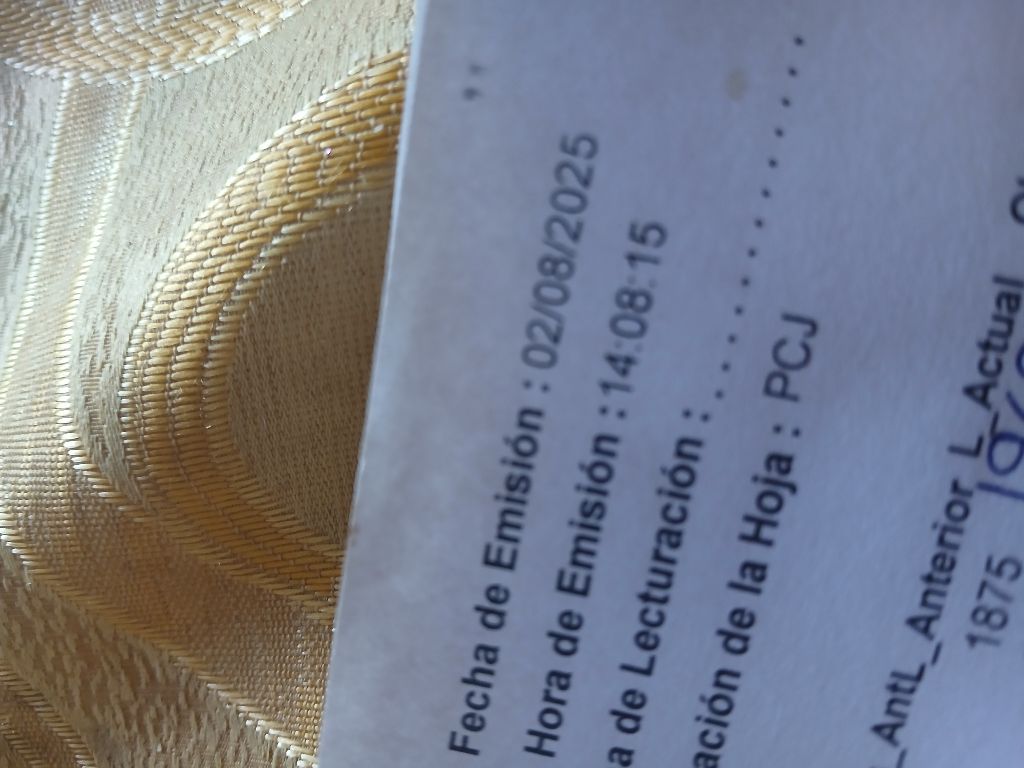 Fecha de Emisión : 02/08/2025
Hora de Emisión : 14:08:15
a de Lecturación : . . . . . . . . . . . . .
ación de la Hoja : PCJ
_AntL_Anterior L_Actual
1875